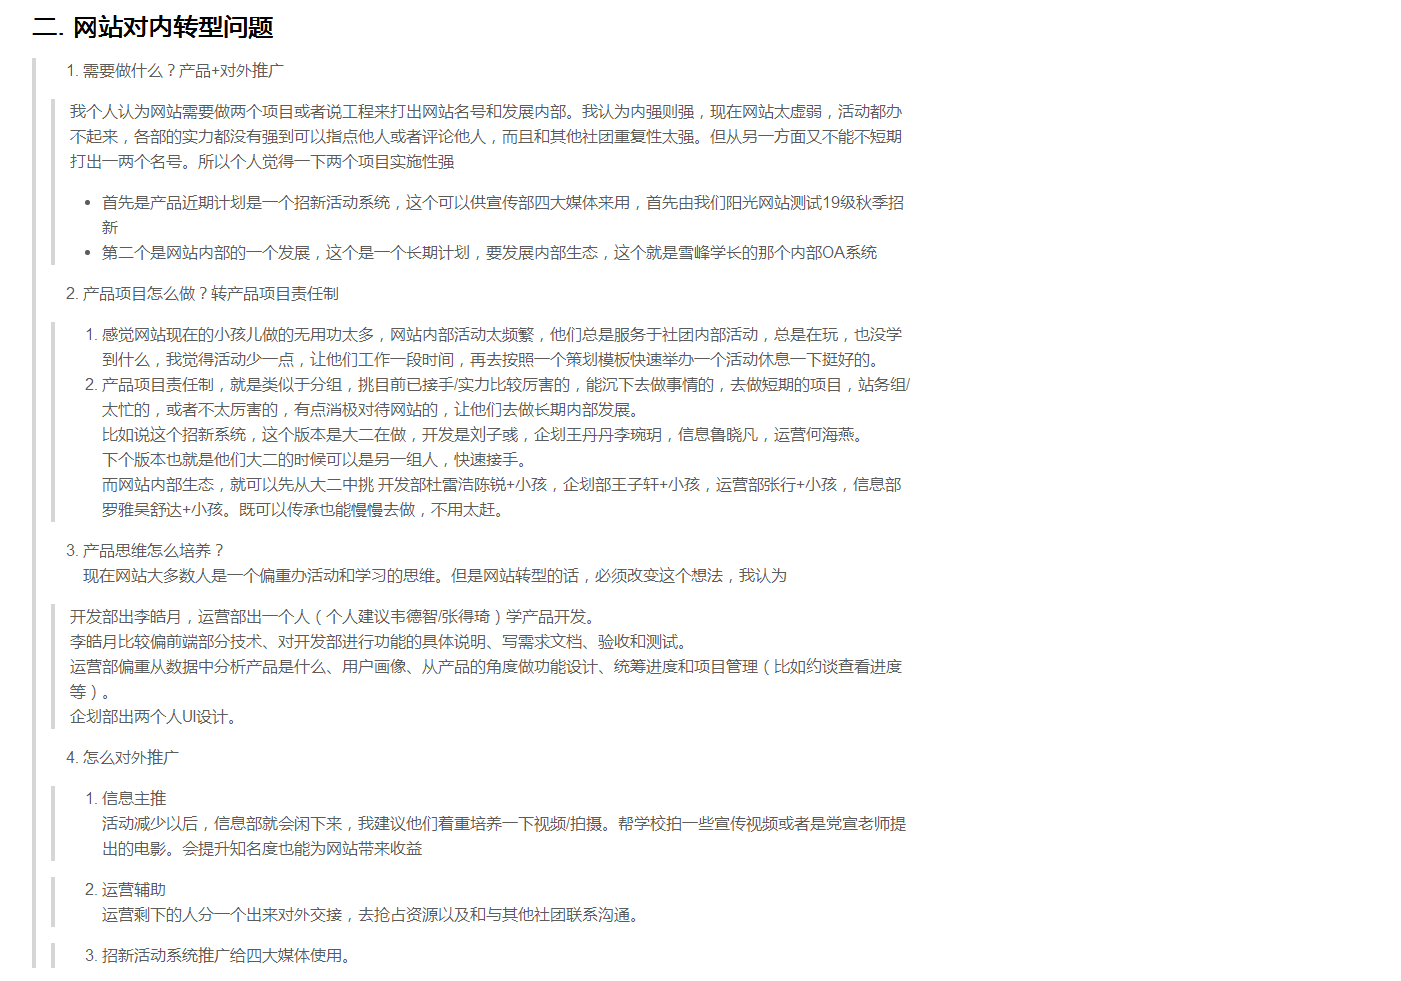 二. 网站对内转型问题
1. 需要做什么？产品+对外推广
我个人认为网站需要做两个项目或者说工程来打出网站名号和发展内部。我认为内强则强，现在网站太虚弱，活动都办
不起来，各部的实力都没有强到可以指点他人或者评论他人，而且和其他社团重复性太强。但从另一方面又不能不短期
打出一两个名号。所以个人觉得一下两个项目实施性强
• 首先是产品近期计划是一个招新活动系统，这个可以供宣传部四大媒体来用，首先由我们阳光网站测试19级秋季招
新
• 第二个是网站内部的一个发展，这个是一个长期计划，要发展内部生态，这个就是雪峰学长的那个内部OA系统
2. 产品项目怎么做？转产品项目责任制
1. 感觉网站现在的小孩儿做的无用功太多，网站内部活动太频繁，他们总是服务于社团内部活动，总是在玩，也没学
到什么，我觉得活动少一点，让他们工作一段时间，再去按照一个策划模板快速举办一个活动休息一下挺好的。
2. 产品项目责任制，就是类似于分组，挑目前已接手/实力比较厉害的，能沉下去做事情的，去做短期的项目，站务组/
太忙的，或者不太厉害的，有点消极对待网站的，让他们去做长期内部发展。
比如说这个招新系统，这个版本是大二在做，开发是刘子彧，企划王丹丹李琬玥，信息鲁晓凡，运营何海燕。
下个版本也就是他们大二的时候可以是另一组人，快速接手。
而网站内部生态，就可以先从大二中挑 开发部杜雷浩陈锐+小孩，企划部王子轩+小孩，运营部张行+小孩，信息部
罗雅吴舒达+小孩。既可以传承也能慢慢去做，不用太赶。
3. 产品思维怎么培养？
现在网站大多数人是一个偏重办活动和学习的思维。但是网站转型的话，必须改变这个想法，我认为
开发部出李皓月，运营部出一个人（个人建议韦德智/张得琦）学产品开发。
李皓月比较偏前端部分技术、对开发部进行功能的具体说明、写需求文档、验收和测试。
运营部偏重从数据中分析产品是什么、用户画像、从产品的角度做功能设计、统筹进度和项目管理（比如约谈查看进度
等）。
企划部出两个人UI设计。
4. 怎么对外推广
1. 信息主推
活动减少以后，信息部就会闲下来，我建议他们着重培养一下视频/拍摄。帮学校拍一些宣传视频或者是党宣老师提
出的电影。会提升知名度也能为网站带来收益
2. 运营辅助
运营剩下的人分一个出来对外交接，去抢占资源以及和与其他社团联系沟通。
3. 招新活动系统推广给四大媒体使用。